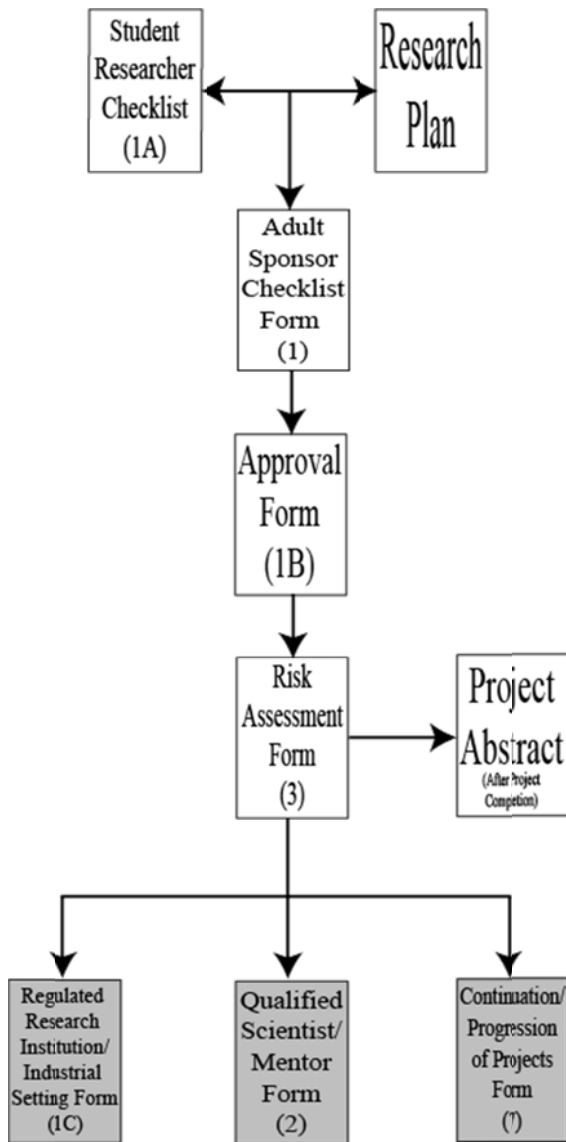 Student
Researcher
Checklist
(1A)
Research
Plan
Adult
Sponsor
Checklist
Form
(1)
Approval
Form
(1B)
Risk
Assessment
Form
(3)
Project
Abstract
(After Project
Completion)
Regulated
Research
Institution/
Industrial
Setting Form
(1C)
Qualified
Scientist/
Mentor
Form
(2)
Continuation/
Progression
of Projects
Form
(7)